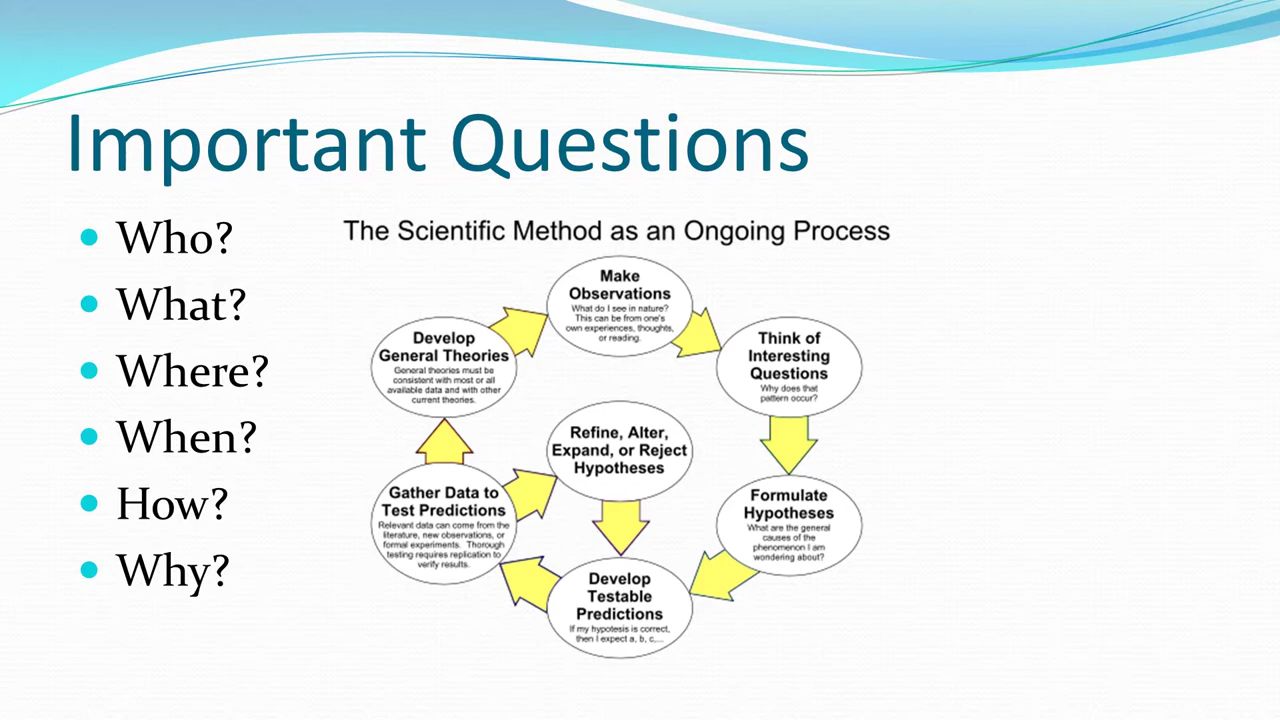 Important Questions
Who?
What?
Where?
When?
How?
Why?
The Scientific Method as an Ongoing Process
Make
Observations
What do I see in nature?
This can be from one's
own experiences, thoughts,
or reading.
Think of
Interesting
Questions
Why does that
pattern occur?
Formulate
Hypotheses
What are the general
causes of the
phenomenon I am
wondering about?
Develop
Testable
Predictions
If my hypotesis is correct,
then I expect a, b, c,...
Gather Data to
Test Predictions
Relevant data can come from the
literature, new observations, or
formal experiments. Thorough
testing requires replication to
verify results.
Refine, Alter,
Expand, or Reject
Hypotheses
Develop
General Theories
General theories must be
consistent with most or all
available data and with other
current theories.